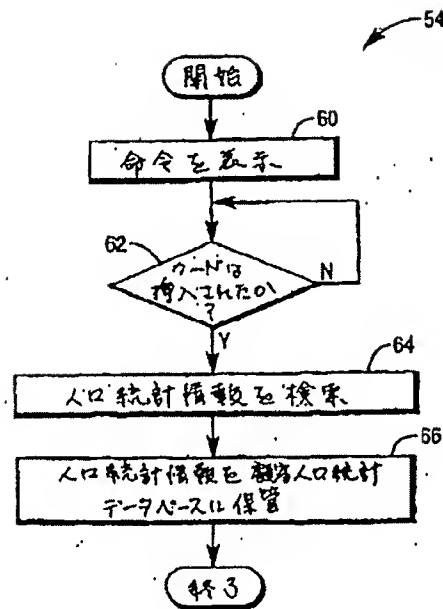 54
開始
60
命令を表示
62
カードは
挿入されたか
?
N
Y
64
人口統計情報を検索
66
人口統計情報を顧客人口統計
データベースに保管
終了